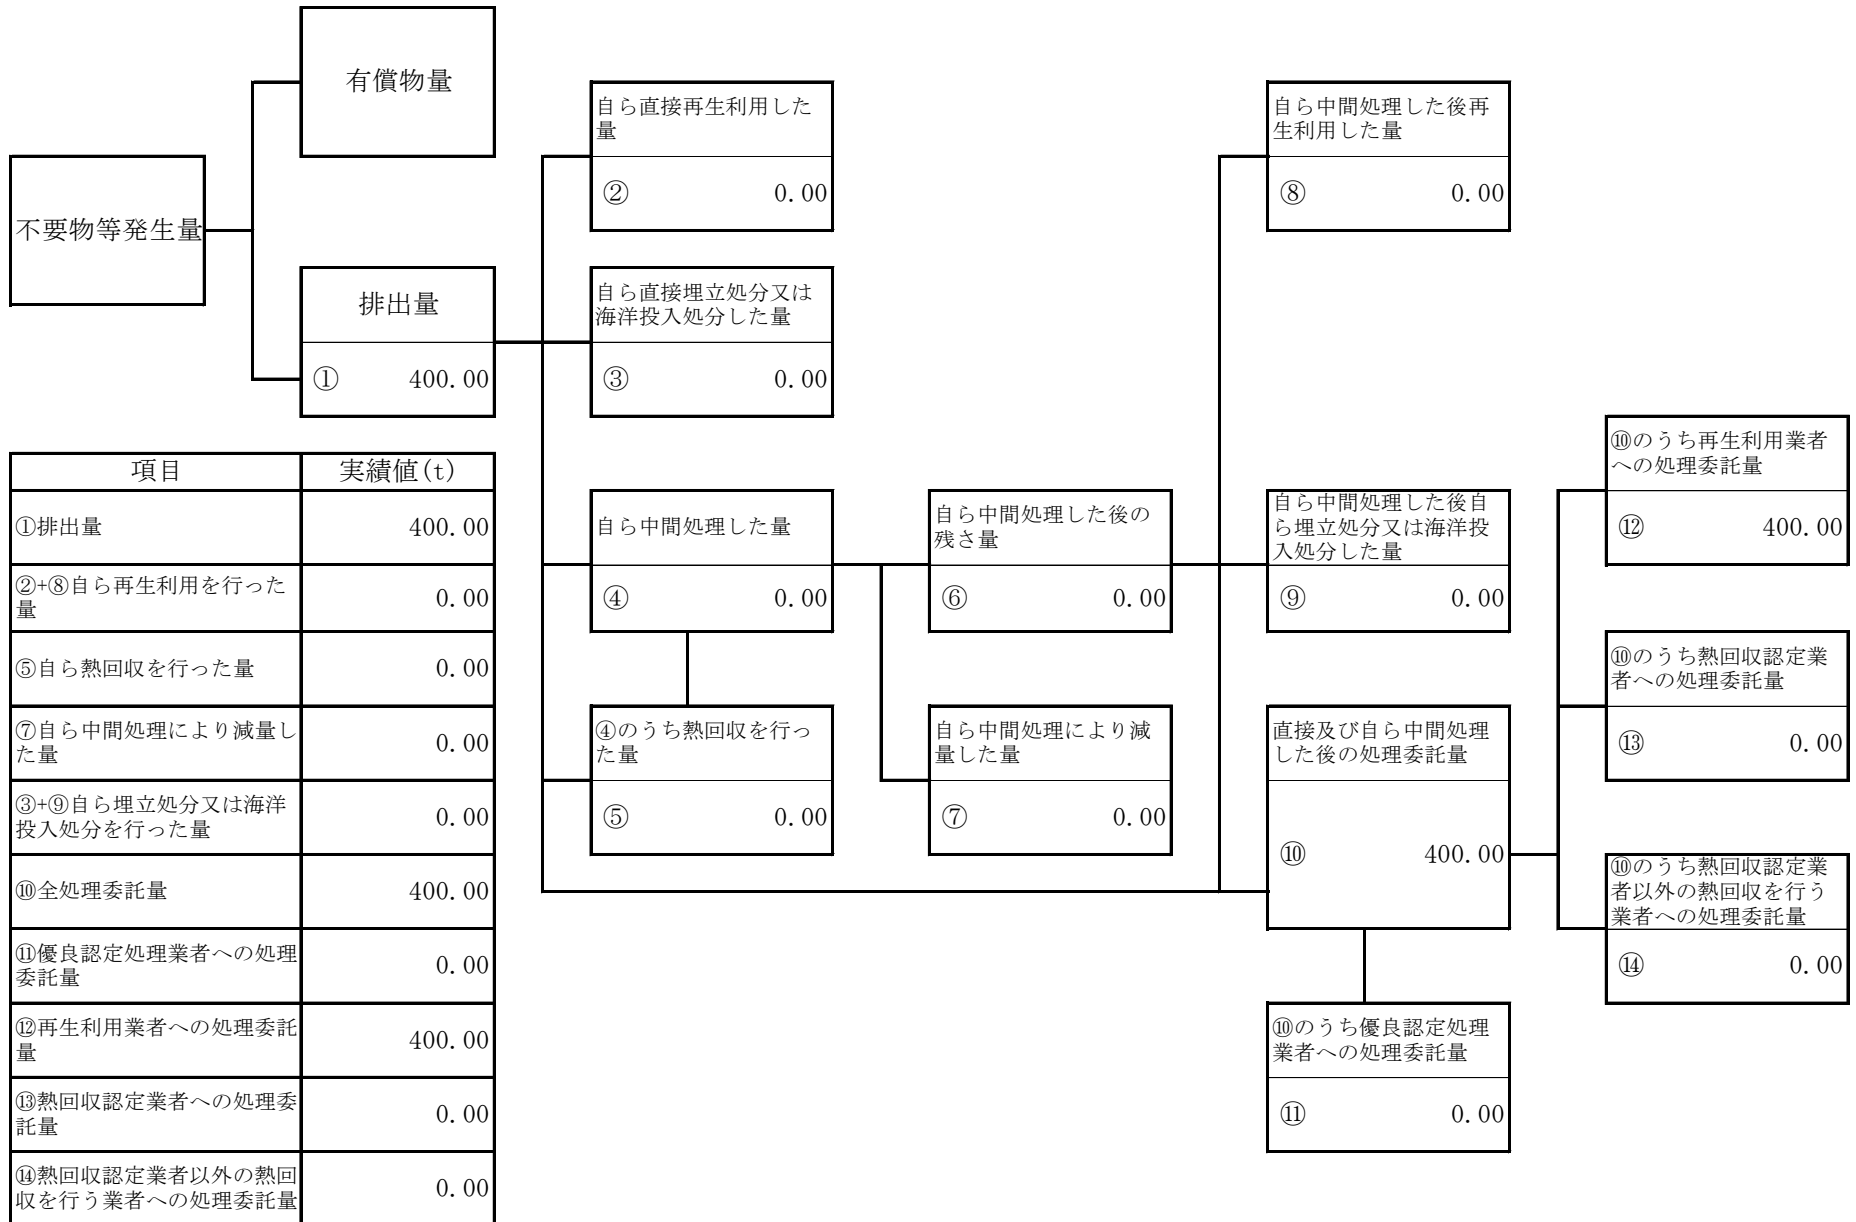 有償物量
不要物等発生量
排出量
① 400.00
自ら直接再生利用した
量
② 0.00
自ら直接埋立処分又は
海洋投入処分した量
③ 0.00
自ら中間処理した量
④ 0.00
④のうち熱回収を行っ
た量
⑤ 0.00
自ら中間処理した後の
残さ量
⑥ 0.00
自ら中間処理により減
量した量
⑦ 0.00
自ら中間処理した後再
生利用した量
⑧ 0.00
自ら中間処理した後自
ら埋立処分又は海洋投
入処分した量
⑨ 0.00
直接及び自ら中間処理
した後の処理委託量
⑩ 400.00
⑩のうち優良認定処理
業者への処理委託量
⑪ 0.00
⑩のうち再生利用業者
への処理委託量
⑫ 400.00
⑩のうち熱回収認定業
者への処理委託量
⑬ 0.00
⑩のうち熱回収認定業
者以外の熱回収を行う
業者への処理委託量
⑭ 0.00
項目 実績値(t)
①排出量 400.00
②+⑧自ら再生利用を行った
量 0.00
⑤自ら熱回収を行った量 0.00
⑦自ら中間処理により減量し
た量 0.00
③+⑨自ら埋立処分又は海洋
投入処分を行った量 0.00
⑩全処理委託量 400.00
⑪優良認定処理業者への処理
委託量 0.00
⑫再生利用業者への処理委託
量 400.00
⑬熱回収認定業者への処理委
託量 0.00
⑭熱回収認定業者以外の熱回
収を行う業者への処理委託量 0.00